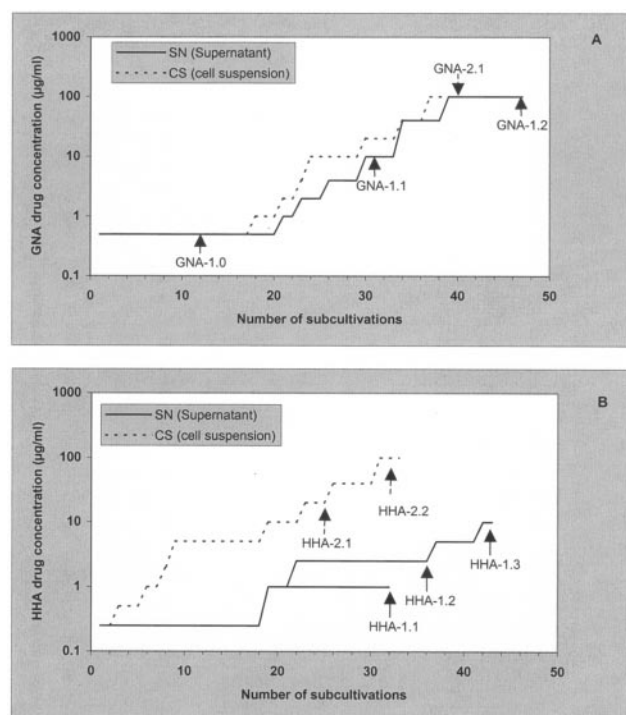 A
SN (Supernatant)
CS (cell suspension)
GNA drug concentration (µg/ml)
1000
100
10
1
0.1
GNA-2.1
GNA-1.2
GNA-1.1
GNA-1.0
0 10 20 30 40 50
Number of subcultivations
B
SN (Supernatant)
CS (cell suspension)
HHA drug concentration (µg/ml)
1000
100
10
1
0.1
HHA-2.2
HHA-2.1
HHA-1.3
HHA-1.2
HHA-1.1
0 10 20 30 40 50
Number of subcultivations